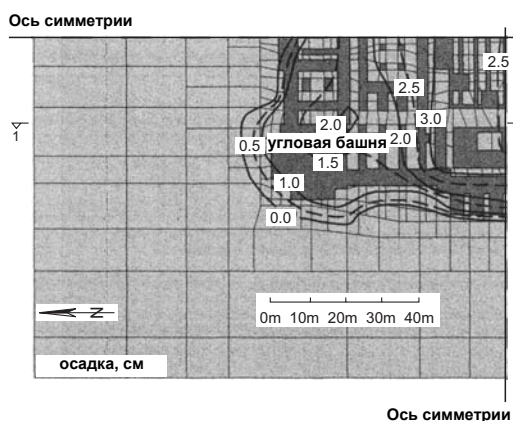 Ось симметрии
2.5
2.5
3.0
2.0
0.5 угловая башня 2.0
1.5
1.0
0.0
1
N
0m 10m 20m 30m 40m
осадка, см
Ось симметрии